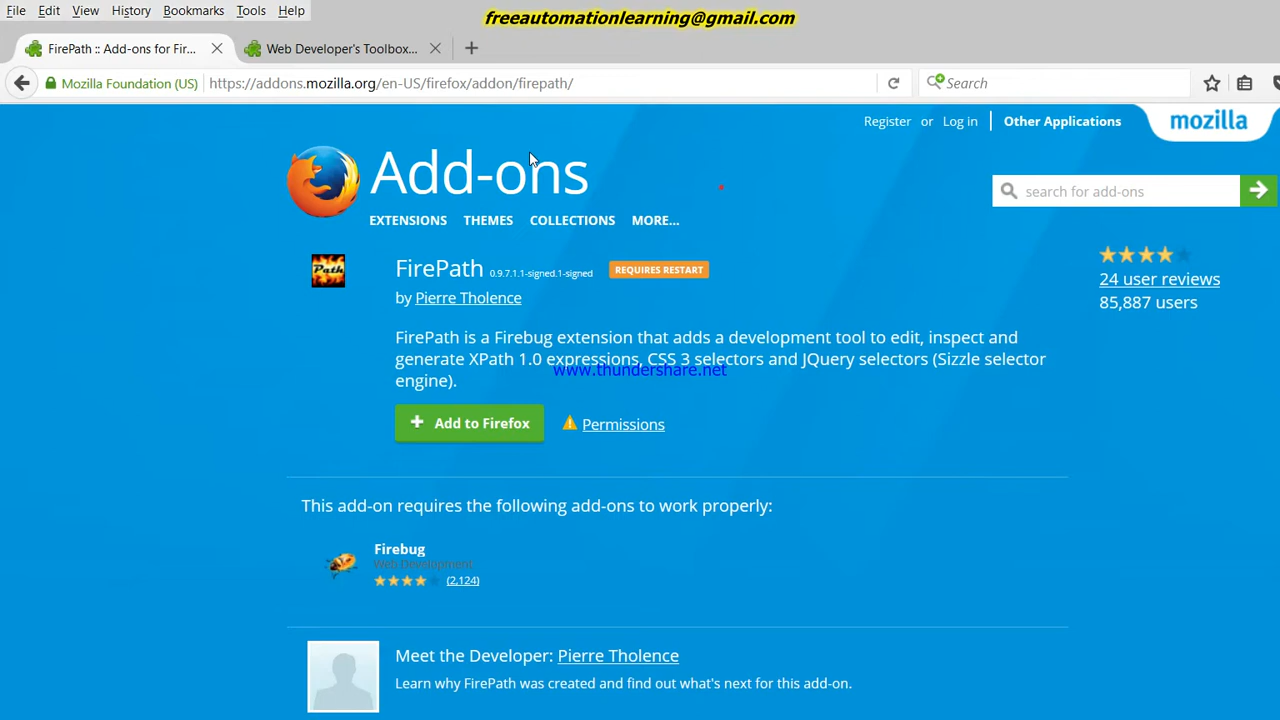 File Edit View History Bookmarks Tools Help
freeautomationlearning@gmail.com
FirePath :: Add-ons for Fir...
Web Developer's Toolbox...
Mozilla Foundation (US)
https://addons.mozilla.org/en-US/firefox/addon/firepath/
Search
Register or Log in
Other Applications
mozilla
Add-ons
search for add-ons
EXTENSIONS THEMES COLLECTIONS MORE...
Path
FirePath 0.9.7.1.1-signed.1-signed REQUIRES RESTART
by Pierre Tholence
24 user reviews
85,887 users
FirePath is a Firebug extension that adds a development tool to edit, inspect and
generate XPath 1.0 expressions, CSS 3 selectors and JQuery selectors (Sizzle selector
engine).
www.thundershare.net
Add to Firefox
Permissions
This add-on requires the following add-ons to work properly:
Firebug
Web Development
(2,124)
Meet the Developer: Pierre Tholence
Learn why FirePath was created and find out what's next for this add-on.